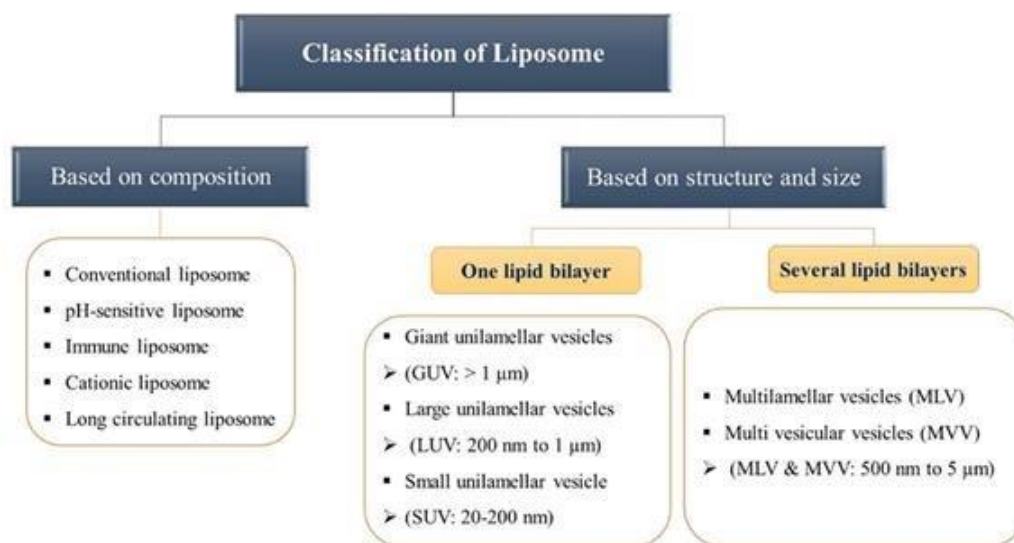 Classification of Liposome
Based on composition
Based on structure and size
▪ Conventional liposome
▪ pH-sensitive liposome
▪ Immune liposome
▪ Cationic liposome
▪ Long circulating liposome
One lipid bilayer
▪ Giant unilamellar vesicles
➢ (GUV: > 1 µm)
▪ Large unilamellar vesicles
➢ (LUV: 200 nm to 1 µm)
▪ Small unilamellar vesicle
➢ (SUV: 20-200 nm)
Several lipid bilayers
▪ Multilamellar vesicles (MLV)
▪ Multi vesicular vesicles (MVV)
➢ (MLV & MVV: 500 nm to 5 µm)